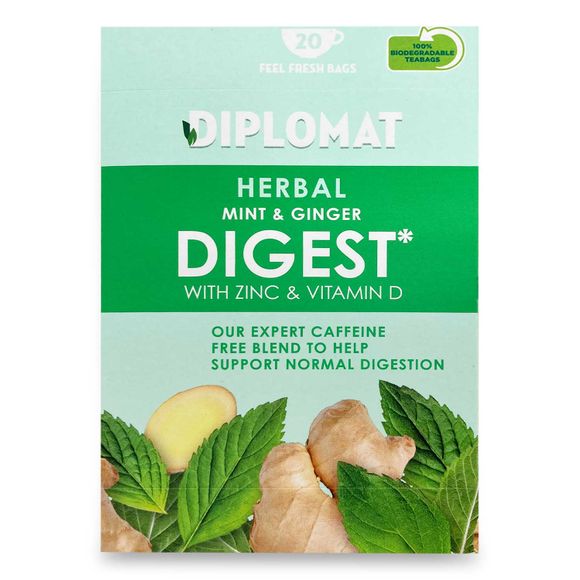 20
FEEL FRESH BAGS
100%
BIODEGRADABLE
TEABAGS
DIPLOMAT
HERBAL
MINT & GINGER
DIGEST*
WITH ZINC & VITAMIN D
OUR EXPERT CAFFEINE
FREE BLEND TO HELP
SUPPORT NORMAL DIGESTION